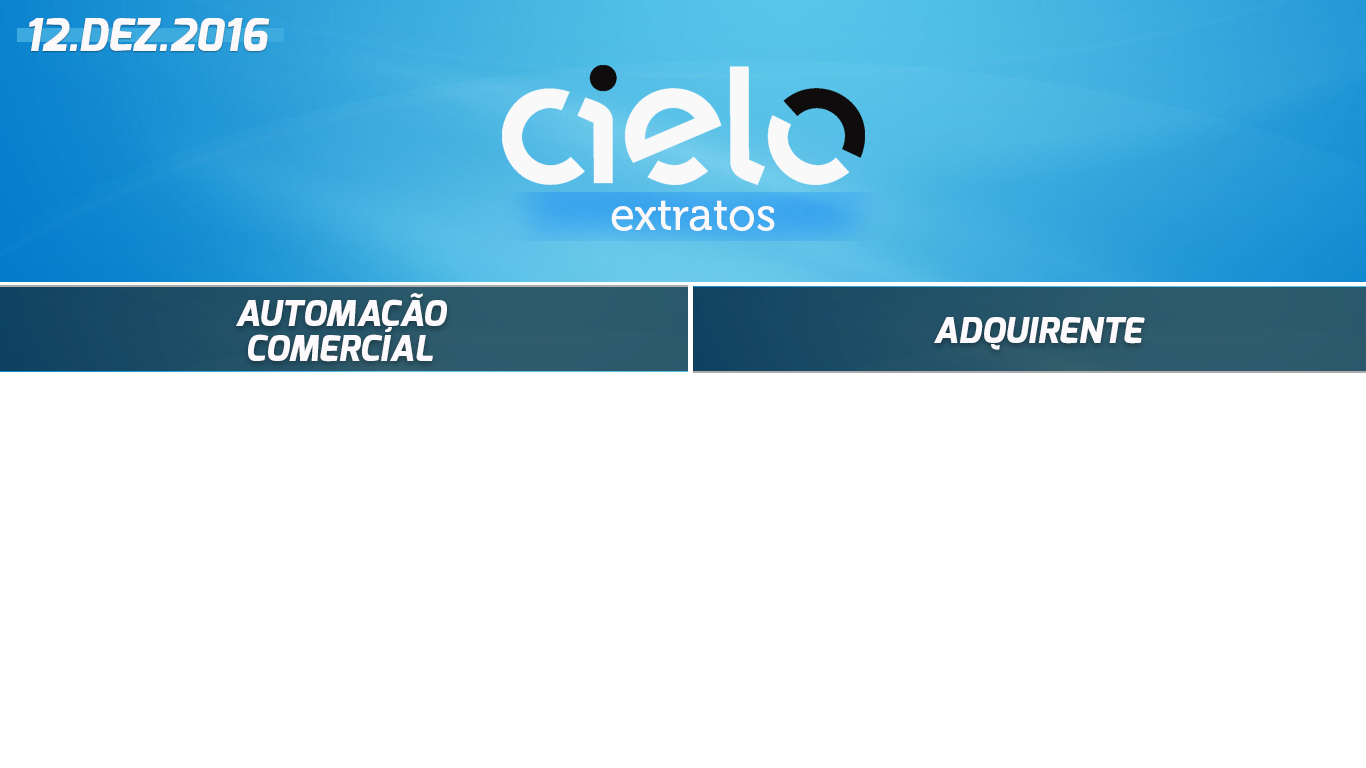 12.DEZ.2016
cielo
extratos
AUTOMAÇÃO
COMERCIAL
ADQUIRENTE